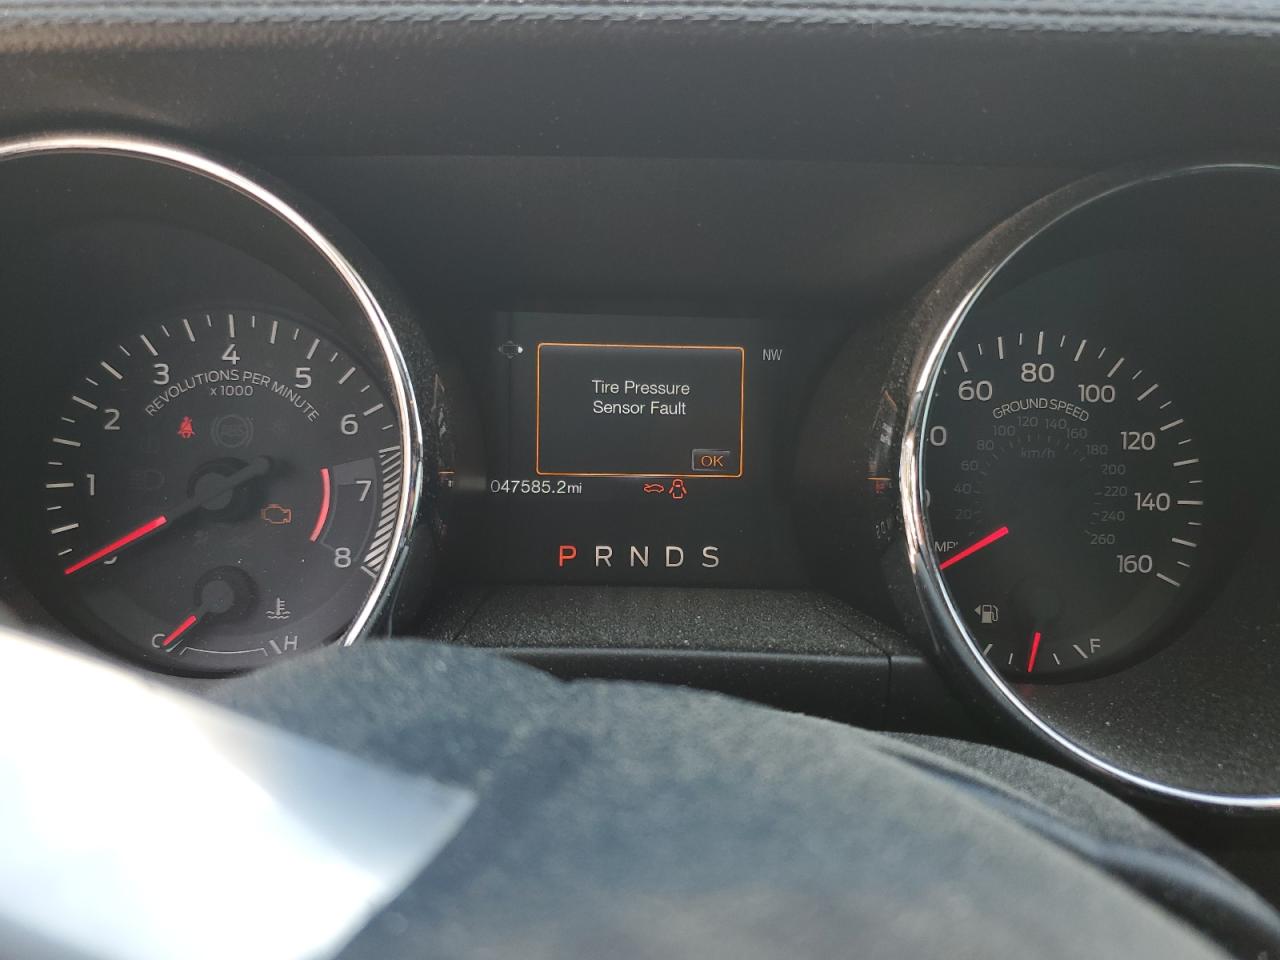 1
2
3
4
5
6
7
8
REVOLUTIONS PER MINUTE
x1000
ABS
C
H
Tire Pressure
Sensor Fault
OK
NW
047585.2mi
P R N D S
60
80
100
120
140
160
GROUND SPEED
20
40
60
80
100
120
140
160
180
200
220
240
260
km/h
F